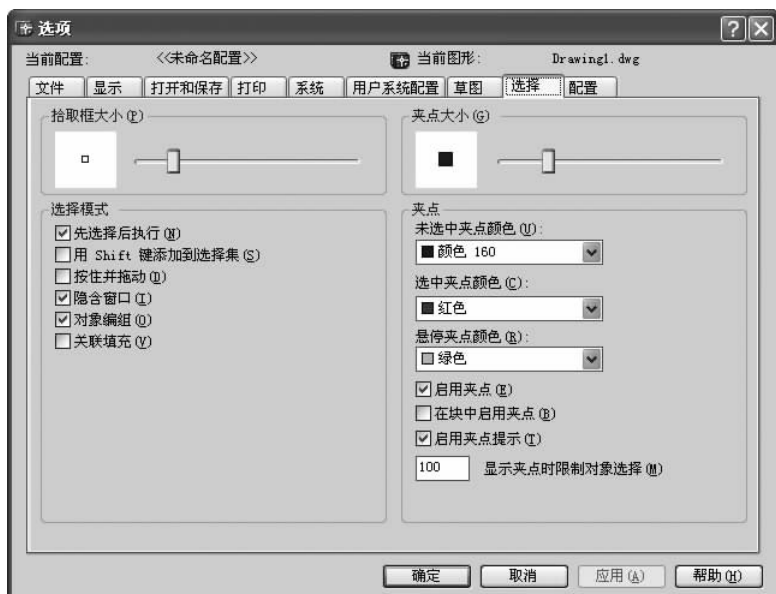 选项
当前配置: <<未命名配置>> 当前图形: Drawing1.dwg
文件 显示 打开和保存 打印 系统 用户系统配置 草图 选择 配置
拾取框大小(P)
夹点大小(G)
选择模式
先选择后执行(N)
用 Shift 键添加到选择集(S)
按住并拖动(D)
隐含窗口(I)
对象编组(O)
关联填充(V)
夹点
未选中夹点颜色(U):
颜色 160
选中夹点颜色(C):
红色
悬停夹点颜色(R):
绿色
启用夹点(E)
在块中启用夹点(B)
启用夹点提示(T)
100 显示夹点时限制对象选择(M)
确定 取消 应用(A) 帮助(H)